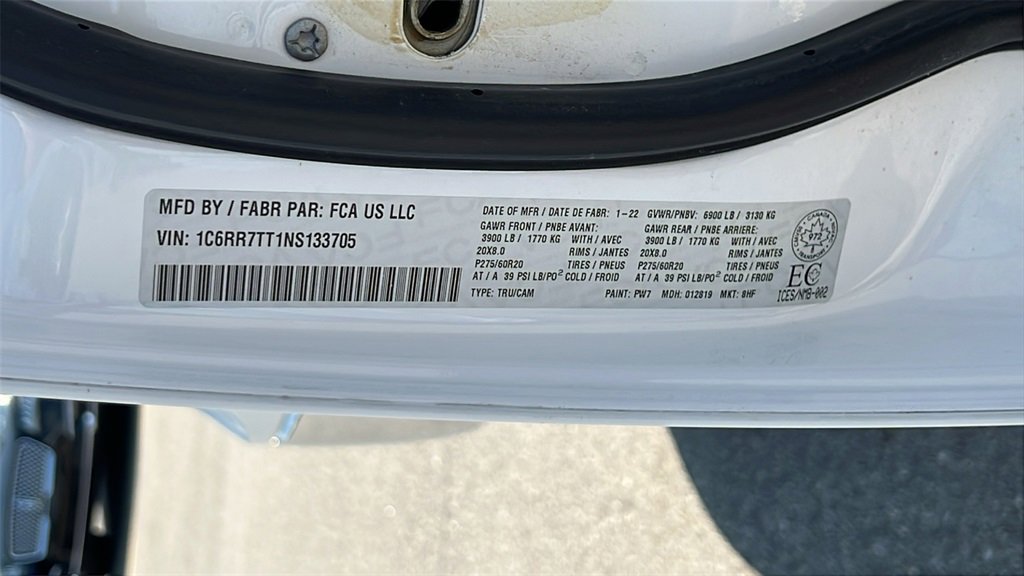 MFD BY / FABR PAR: FCA US LLC
VIN: 1C6RR7TT1NS133705
DATE OF MFR / DATE DE FABR: 1-22 GVWR/PNBV: 6900 LB / 3130 KG
GAWR FRONT / PNBE AVANT: GAWR REAR / PNBE ARRIERE:
3900 LB / 1770 KG WITH / AVEC 3900 LB / 1770 KG WITH / AVEC
20X8.0 RIMS / JANTES 20X8.0 RIMS / JANTES
P275/60R20 TIRES / PNEUS P275/60R20 TIRES / PNEUS
AT / A 39 PSI LB/PO² COLD / FROID AT / A 39 PSI LB/PO² COLD / FROID
TYPE: TRU/CAM PAINT: PW7 MDH: 012819 MKT: 8HF
CANADA
973
TRANSPORT
EC
ICES/NMB-002